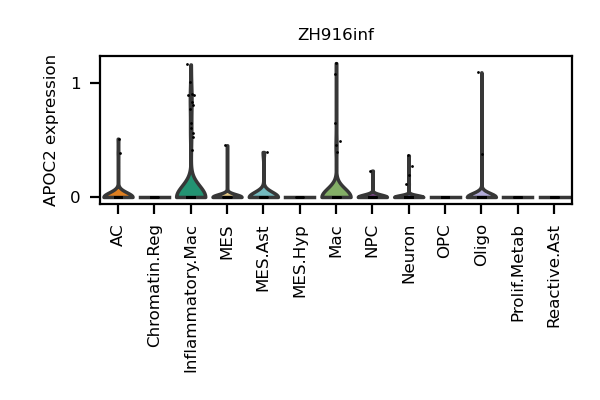 ZH916inf
APOC2 expression
1
0
AC
Chromatin.Reg
Inflammatory.Mac
MES
MES.Ast
MES.Hyp
Mac
NPC
Neuron
OPC
Oligo
Prolif.Metab
Reactive.Ast